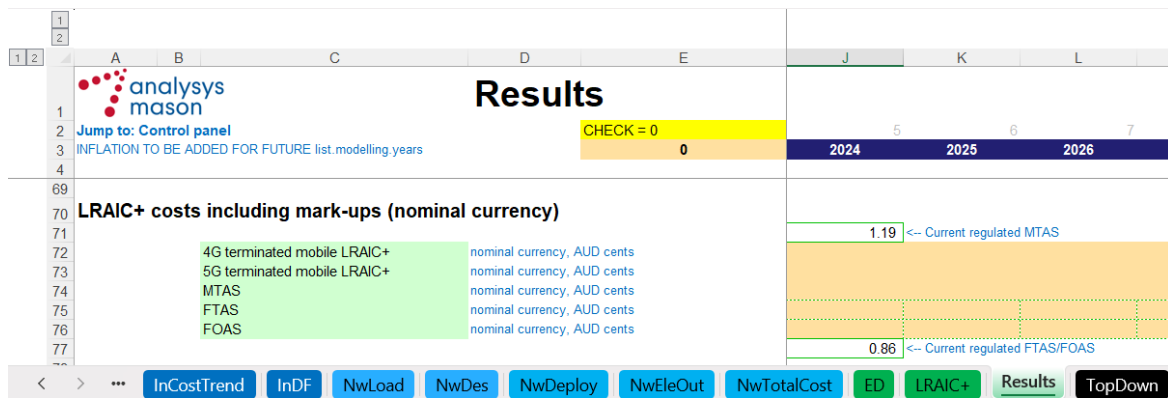 1
2
1 2
A B C D E J K L
analysys
mason
Results
1
2 Jump to: Control panel CHECK = 0 5 6 7
3 INFLATION TO BE ADDED FOR FUTURE list.modelling.years 0 2024 2025 2026
4
69
70 LRAIC+ costs including mark-ups (nominal currency)
71 1.19 <-- Current regulated MTAS
72 4G terminated mobile LRAIC+ nominal currency, AUD cents
73 5G terminated mobile LRAIC+ nominal currency, AUD cents
74 MTAS nominal currency, AUD cents
75 FTAS nominal currency, AUD cents
76 FOAS nominal currency, AUD cents
77 0.86 <-- Current regulated FTAS/FOAS
InCostTrend InDF NwLoad NwDes NwDeploy NwEleOut NwTotalCost ED LRAIC+ Results TopDown